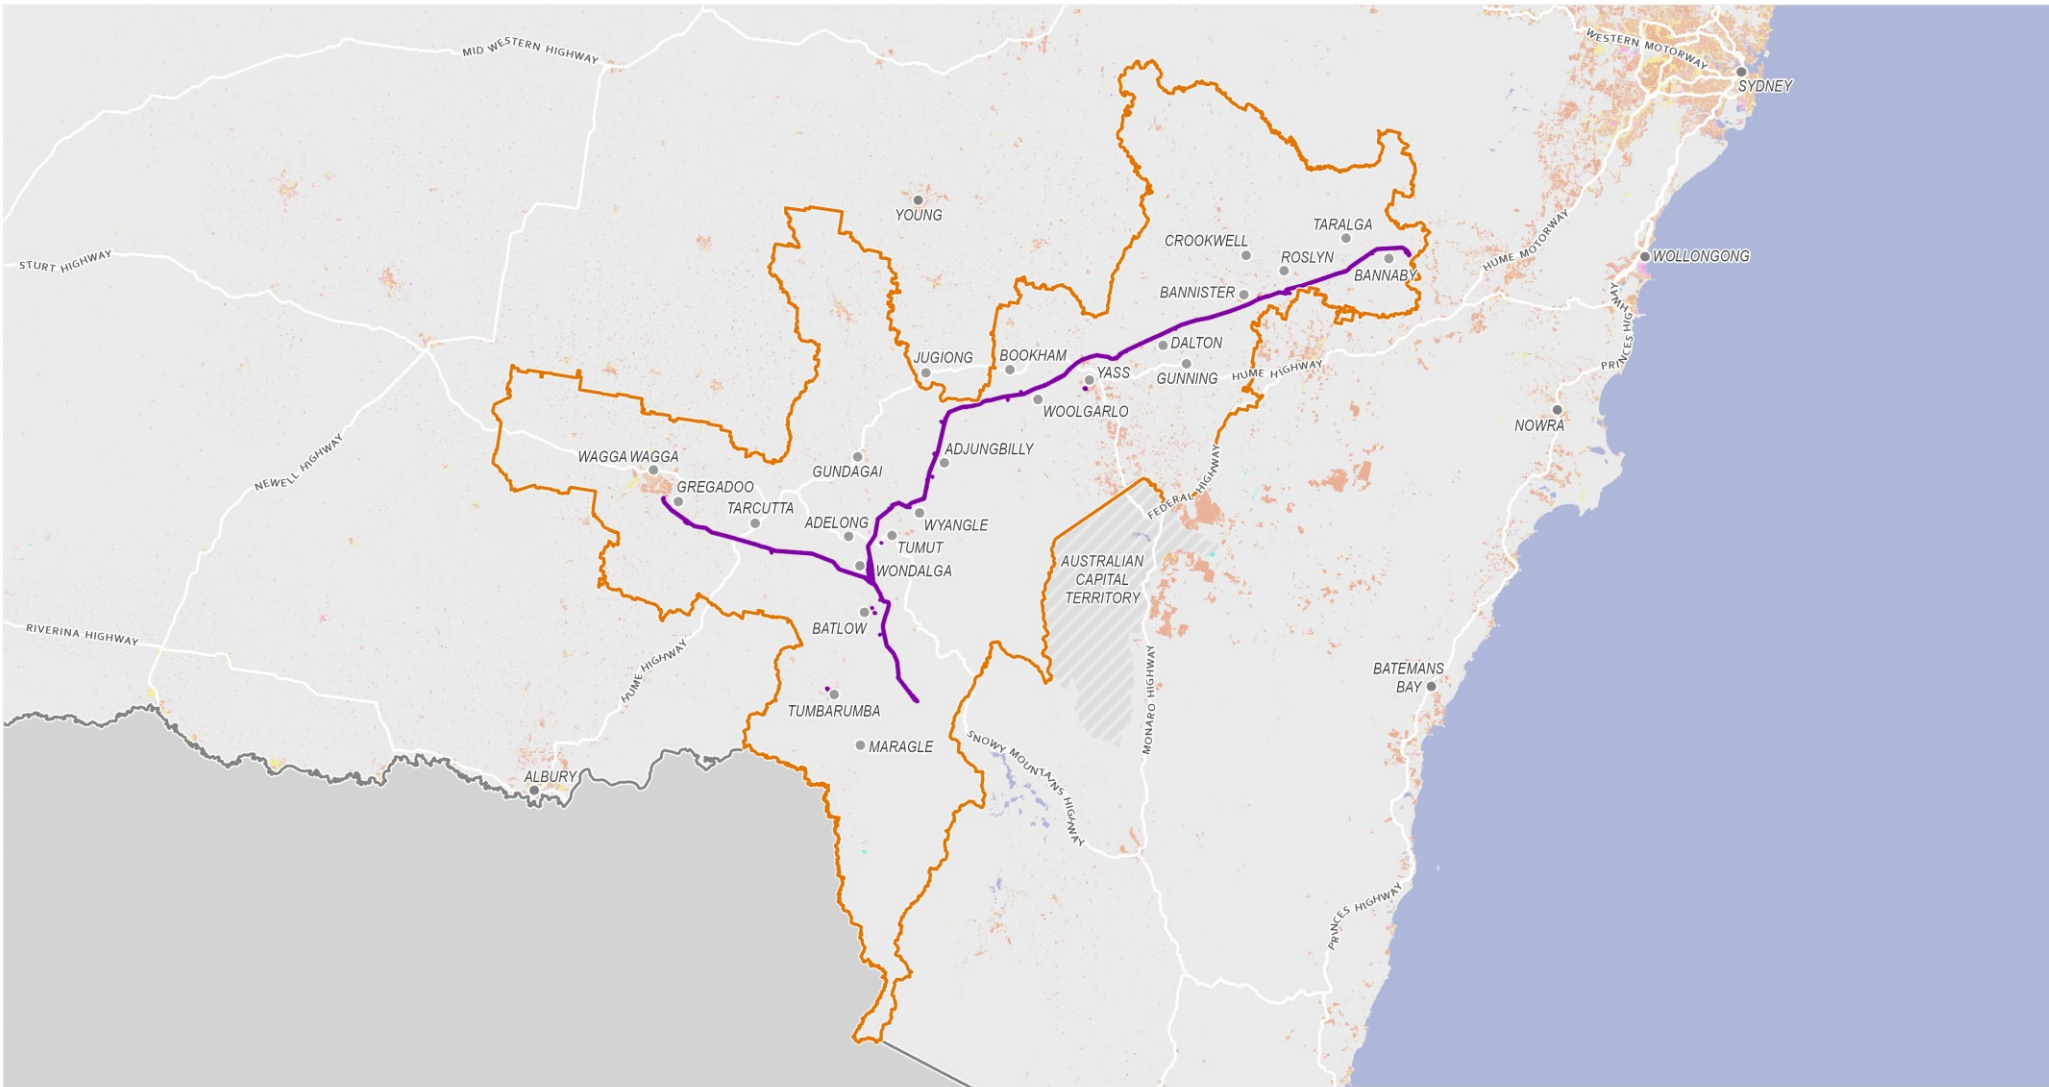 MID WESTERN HIGHWAY
WESTERN MOTORWAY
SYDNEY
YOUNG
TARALGA
CROOKWELL
ROSLYN
BANNABY
STURT HIGHWAY
HUME MOTORWAY
WOLLONGONG
BANNISTER
PRINCES HIGHWAY
JUGIONG
BOOKHAM
DALTON
YASS
GUNNING
HUME HIGHWAY
WOOLGARLO
NOWRA
NEWELL HIGHWAY
WAGGA WAGGA
GUNDAGAI
ADJUNGBILLY
GREGADOO
TARCUTTA
ADELONG
WYANGLE
FEDERAL HIGHWAY
TUMUT
WONDALGA
AUSTRALIAN
CAPITAL
TERRITORY
BATLOW
RIVERINA HIGHWAY
HUME HIGHWAY
MONARO HIGHWAY
BATEMANS
BAY
TUMBARUMBA
MARAGLE
SNOWY MOUNTAINS HIGHWAY
ALBURY
PRINCES HIGHWAY